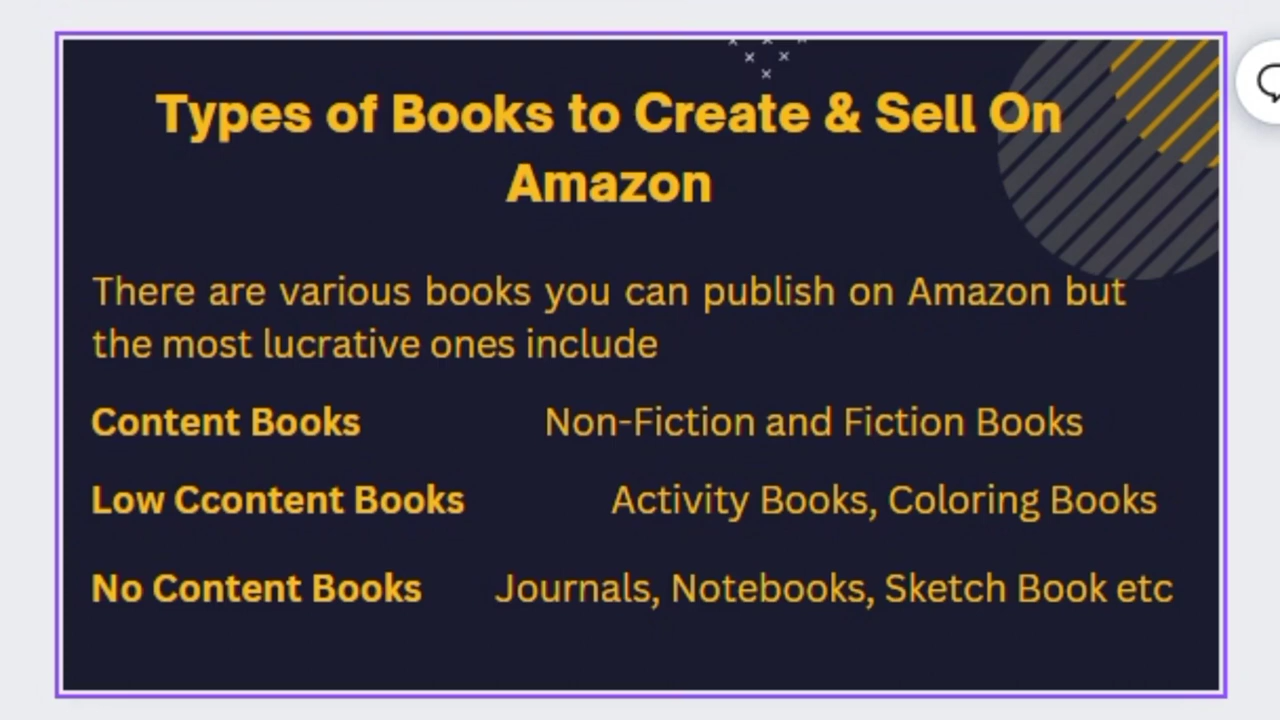 Types of Books to Create & Sell On
Amazon
There are various books you can publish on Amazon but
the most lucrative ones include
Content Books Non-Fiction and Fiction Books
Low Ccontent Books Activity Books, Coloring Books
No Content Books Journals, Notebooks, Sketch Book etc